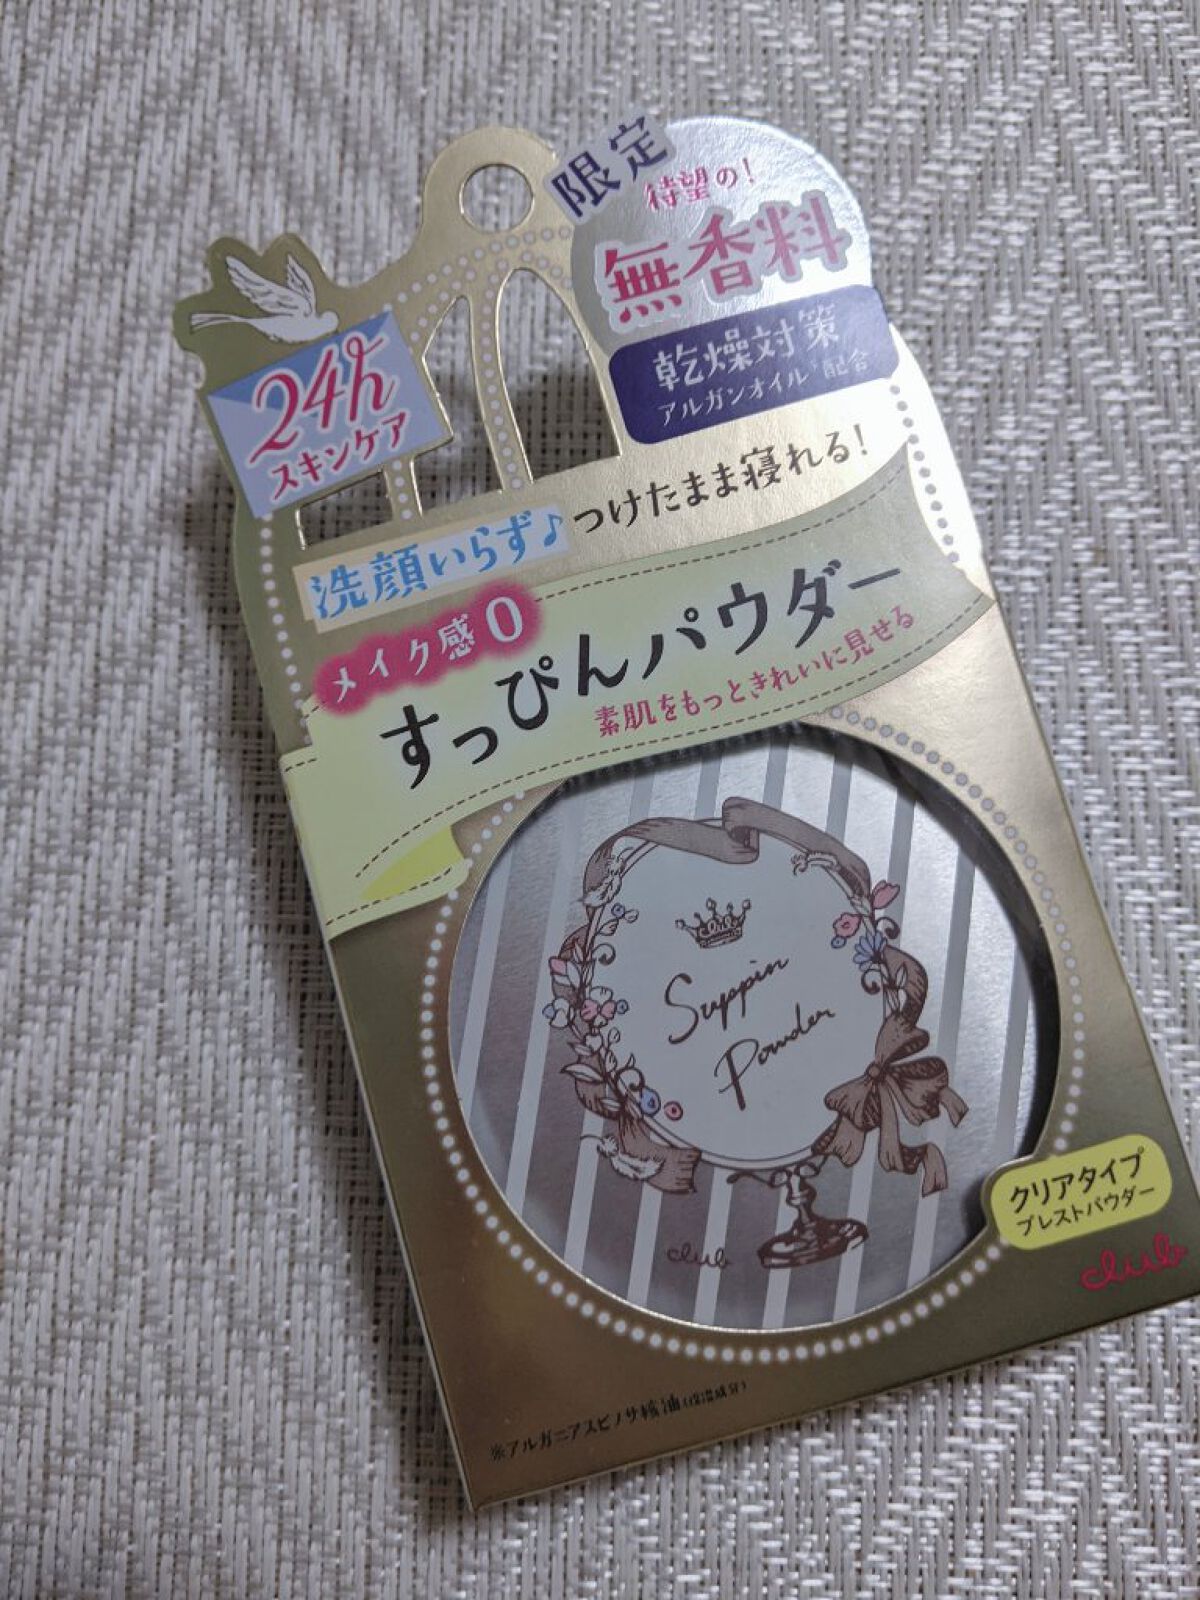 限定
待望の!
無香料
乾燥対策
アルガンオイル※配合
24h
スキンケア
洗顔いらず♪
つけたまま寝れる!
メイク感0
すっぴんパウダー
素肌をもっときれいに見せる
club
Suppin
Powder
club
クリアタイプ
プレストパウダー
club
※アルガニアスピノサ核油(保湿成分)